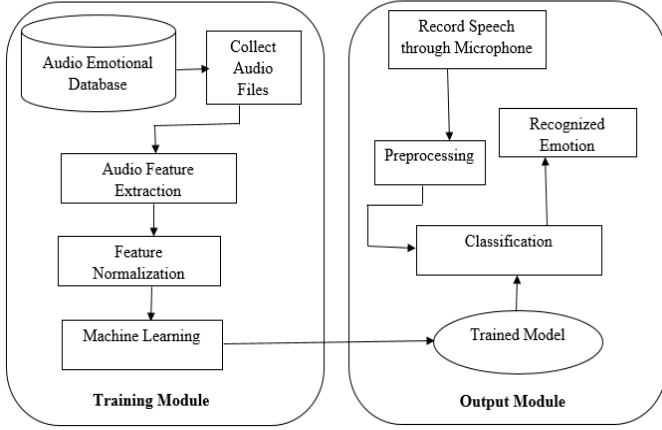 Audio Emotional
Database
Collect
Audio
Files
Audio Feature
Extraction
Feature
Normalization
Machine Learning
Training Module
Record Speech
through Microphone
Preprocessing
Recognized
Emotion
Classification
Trained Model
Output Module